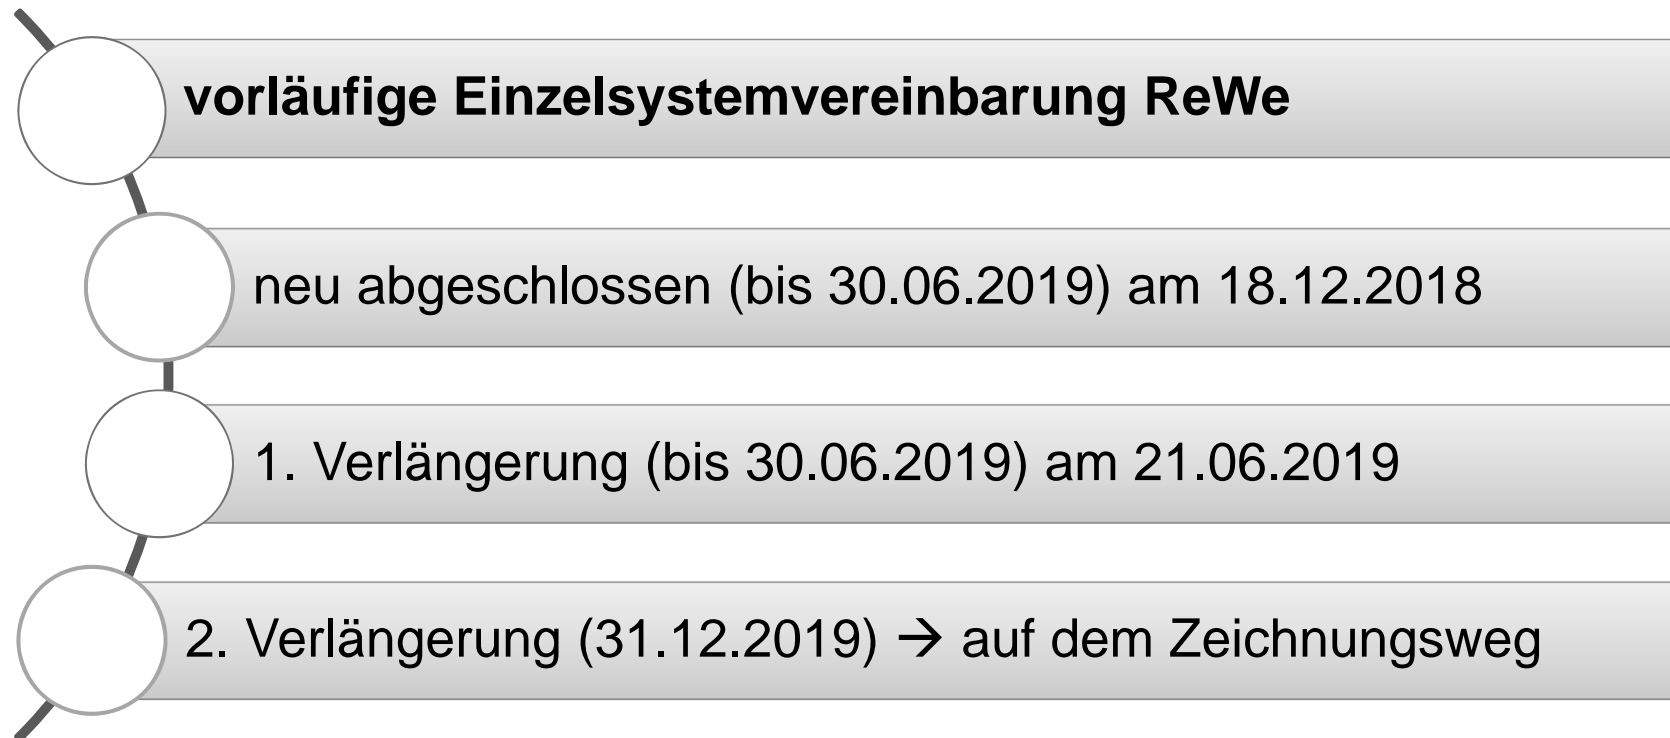 vorläufige Einzelsystemvereinbarung ReWe
neu abgeschlossen (bis 30.06.2019) am 18.12.2018
1. Verlängerung (bis 30.06.2019) am 21.06.2019
2. Verlängerung (31.12.2019) → auf dem Zeichnungsweg